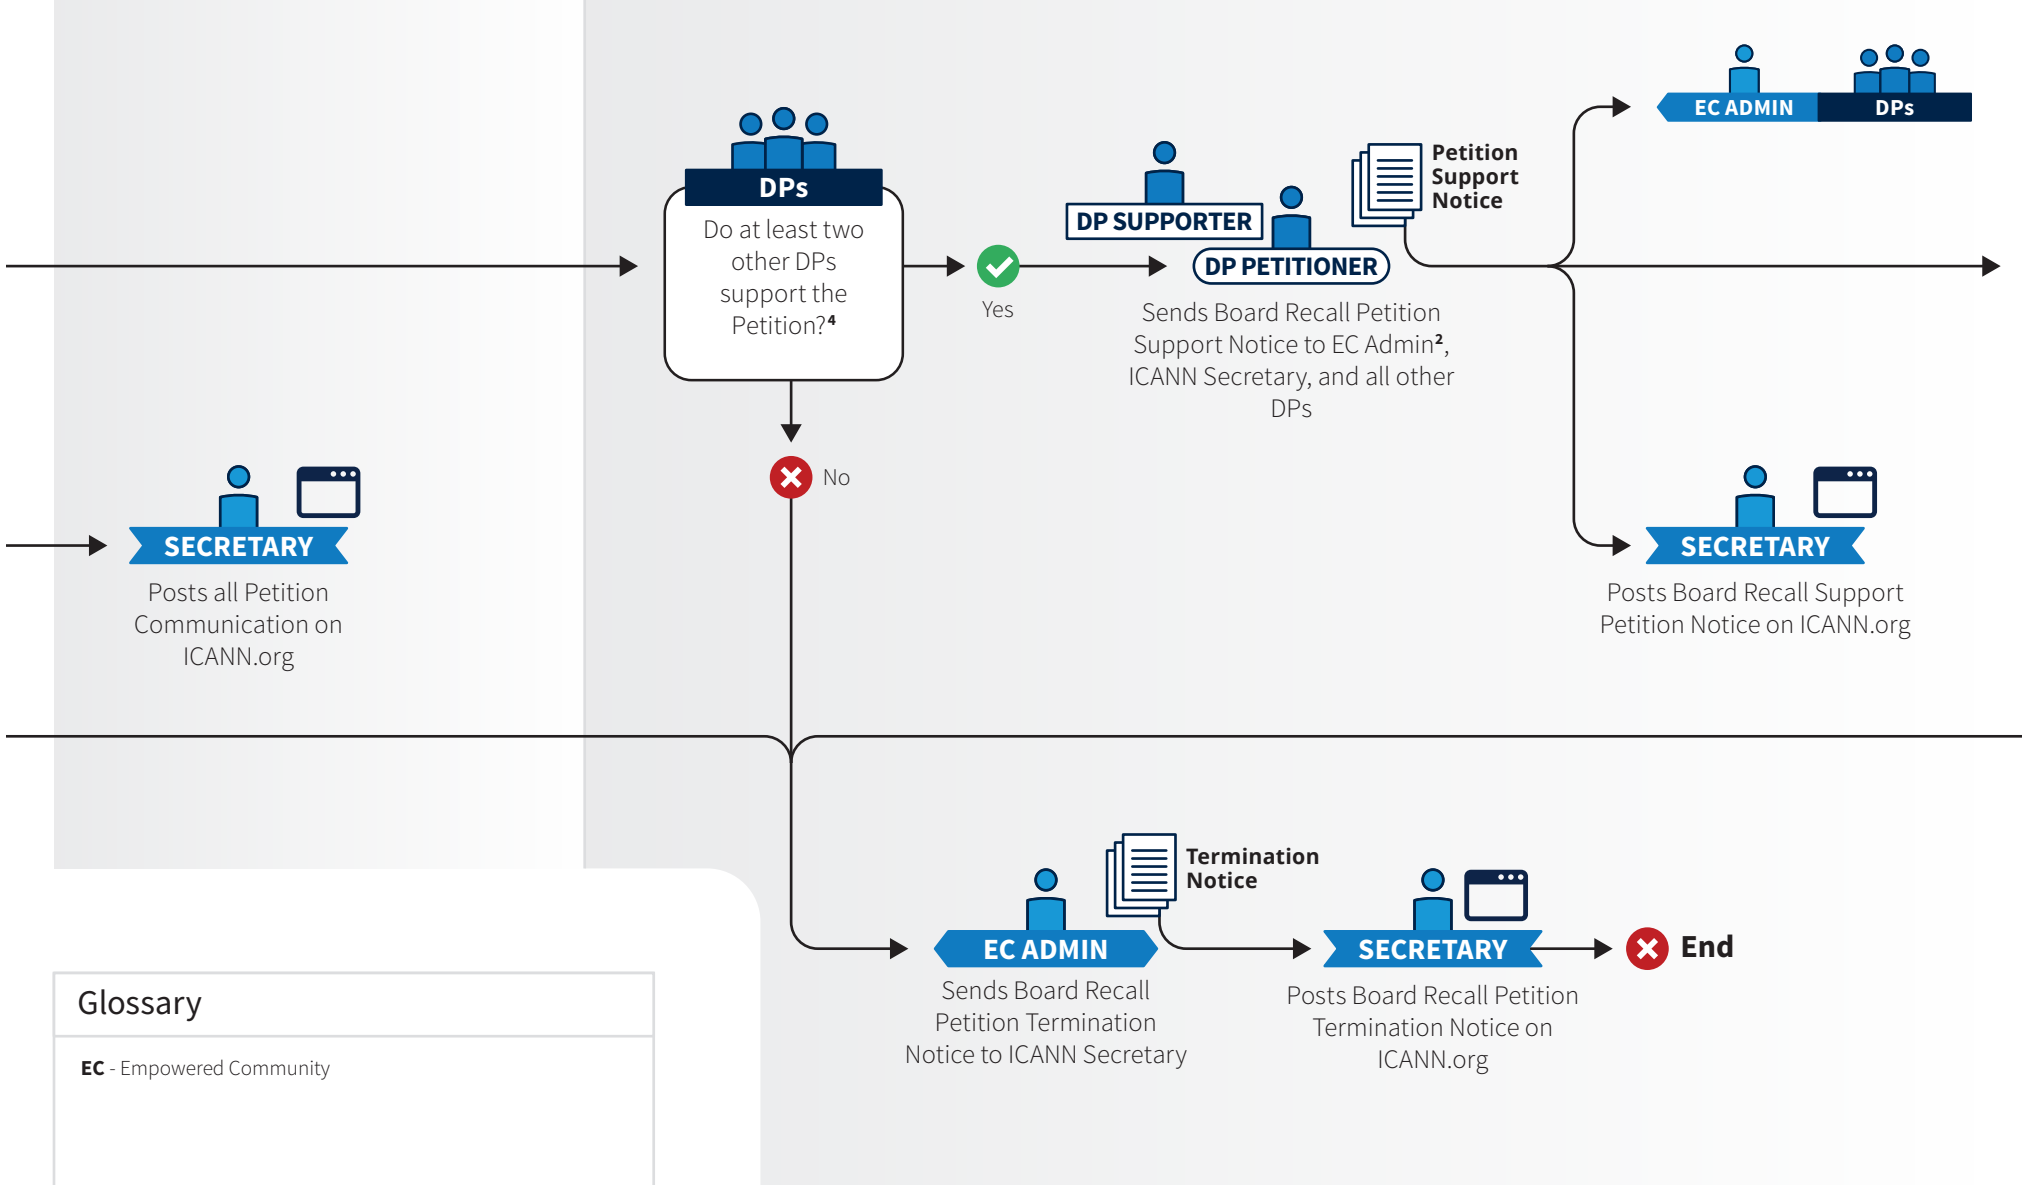 EC ADMIN
DPs
DPs
Do at least two
other DPs
support the
Petition?4
Yes
No
DP SUPPORTER
DP PETITIONER
Petition
Support
Notice
Sends Board Recall Petition
Support Notice to EC Admin2,
ICANN Secretary, and all other
DPs
SECRETARY
Posts all Petition
Communication on
ICANN.org
SECRETARY
Posts Board Recall Support
Petition Notice on ICANN.org
EC ADMIN
Termination
Notice
Sends Board Recall
Petition Termination
Notice to ICANN Secretary
SECRETARY
Posts Board Recall Petition
Termination Notice on
ICANN.org
End
Glossary
EC - Empowered Community